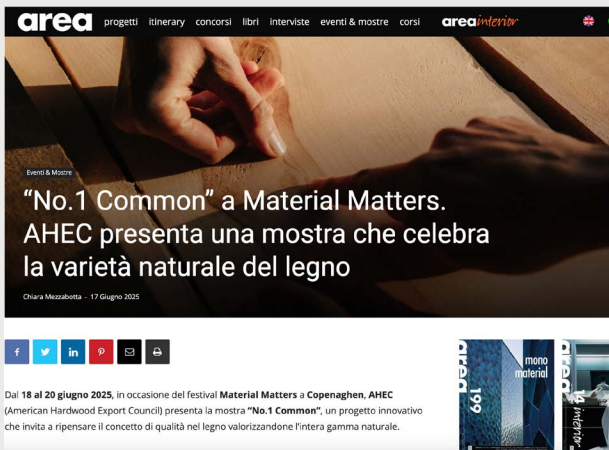 area progetti itinerary concorsi libri interviste eventi & mostre corsi areainterior
Eventi & Mostre
“No.1 Common” a Material Matters.
AHEC presenta una mostra che celebra
la varietà naturale del legno
Chiara Mezzabotta - 17 Giugno 2025
Dal 18 al 20 giugno 2025, in occasione del festival Material Matters a Copenaghen, AHEC
(American Hardwood Export Council) presenta la mostra “No.1 Common”, un progetto innovativo
che invita a ripensare il concetto di qualità nel legno valorizzandone l’intera gamma naturale.
area 199
mono
material
area
14 interior